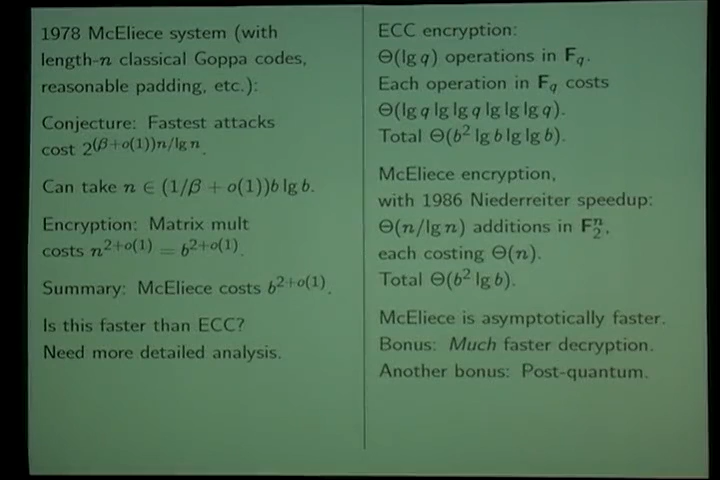 1978 McEliece system (with
length-n classical Goppa codes,
reasonable padding, etc.):
Conjecture: Fastest attacks
cost 2^{(β+o(1))n/lg n}.
Can take n ∈ (1/β + o(1))b lg b.
Encryption: Matrix mult
costs n^{2+o(1)} = b^{2+o(1)}.
Summary: McEliece costs b^{2+o(1)}.
Is this faster than ECC?
Need more detailed analysis.
ECC encryption:
Θ(lg q) operations in F_q.
Each operation in F_q costs
Θ(lg q lg lg q lg lg lg q).
Total Θ(b² lg b lg lg b).
McEliece encryption,
with 1986 Niederreiter speedup:
Θ(n/lg n) additions in F_2^n,
each costing Θ(n).
Total Θ(b² lg b).
McEliece is asymptotically faster.
Bonus: Much faster decryption.
Another bonus: Post-quantum.